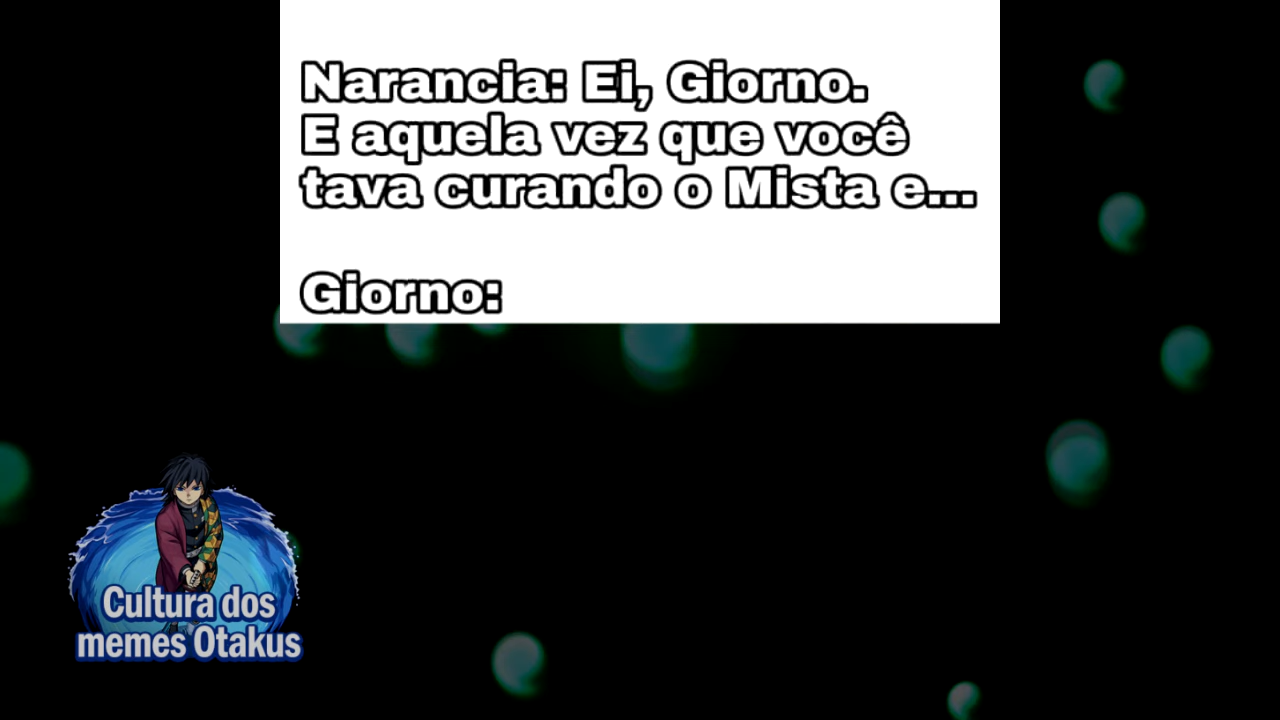 Narancia: Ei, Giorno.
E aquela vez que você
tava curando o Mista e...
Giorno:
Cultura dos
memes Otakus